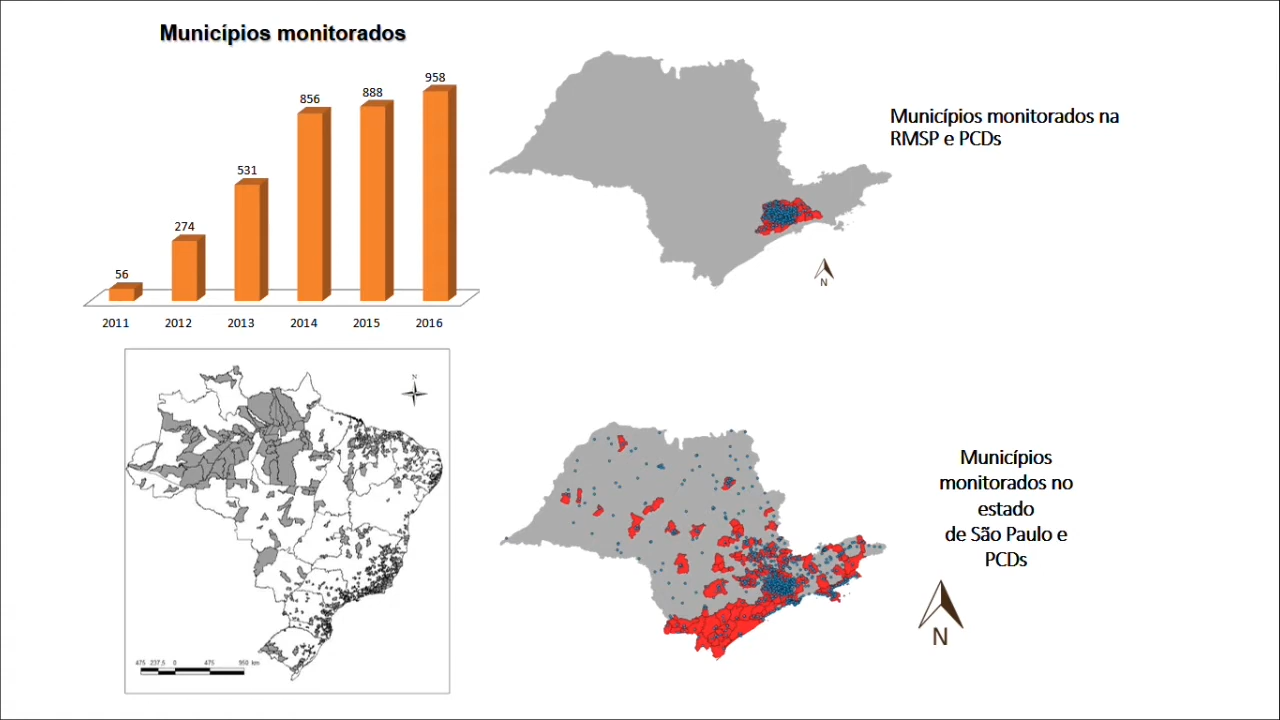 Municípios monitorados
958
888
856
531
274
56
2011 2012 2013 2014 2015 2016
Municípios monitorados na
RMSP e PCDs
N
N
475 237,5 0 475 950 km
Municípios
monitorados no
estado
de São Paulo e
PCDs
N